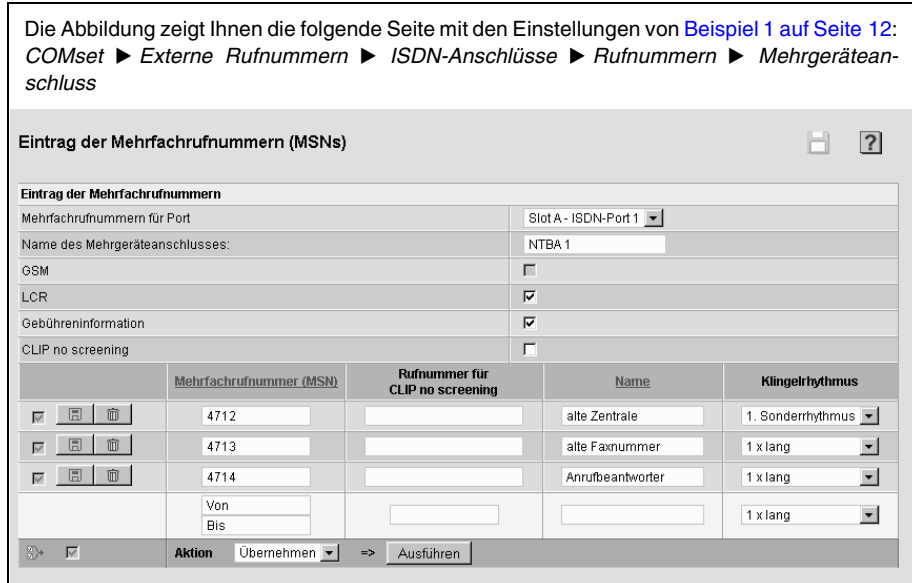 Die Abbildung zeigt Ihnen die folgende Seite mit den Einstellungen von Beispiel 1 auf Seite 12:
COMset ▶ Externe Rufnummern ▶ ISDN-Anschlüsse ▶ Rufnummern ▶ Mehrgerätean-
schluss
Eintrag der Mehrfachrufnummern (MSNs)
?
Eintrag der Mehrfachrufnummern
Mehrfachrufnummern für Port Slot A - ISDN-Port 1
Name des Mehrgeräteanschlusses: NTBA 1
GSM
LCR
Gebühreninformation
CLIP no screening
Mehrfachrufnummer (MSN) Rufnummer für CLIP no screening Name Klingelrhythmus
4712 alte Zentrale 1. Sonderrhythmus
4713 alte Faxnummer 1 x lang
4714 Anrufbeantworter 1 x lang
Von
Bis 1 x lang
Aktion Übernehmen => Ausführen